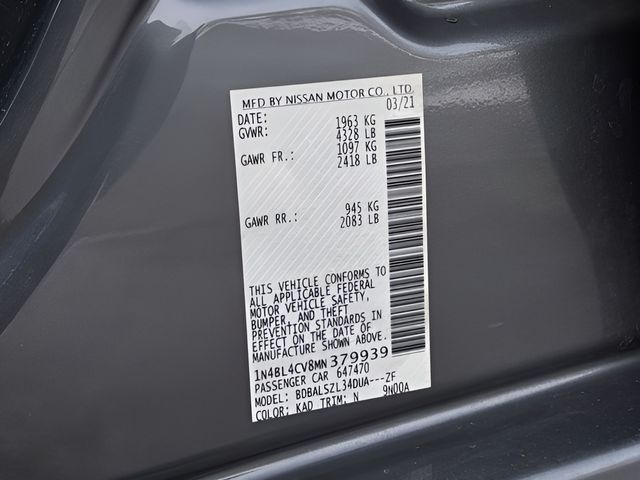 MFD BY NISSAN MOTOR CO., LTD.
DATE: 03/21
GVWR: 1963 KG
4328 LB
GAWR FR.: 1097 KG
2418 LB
GAWR RR.: 945 KG
2083 LB
THIS VEHICLE CONFORMS TO
ALL APPLICABLE FEDERAL
MOTOR VEHICLE SAFETY,
BUMPER, AND THEFT
PREVENTION STANDARDS IN
EFFECT ON THE DATE OF
MANUFACTURE SHOWN ABOVE.
1N4BL4CV8MN379939
PASSENGER CAR 647470
MODEL: BDBALSZL34DUA---ZF
COLOR: KAD TRIM: N 9N00A